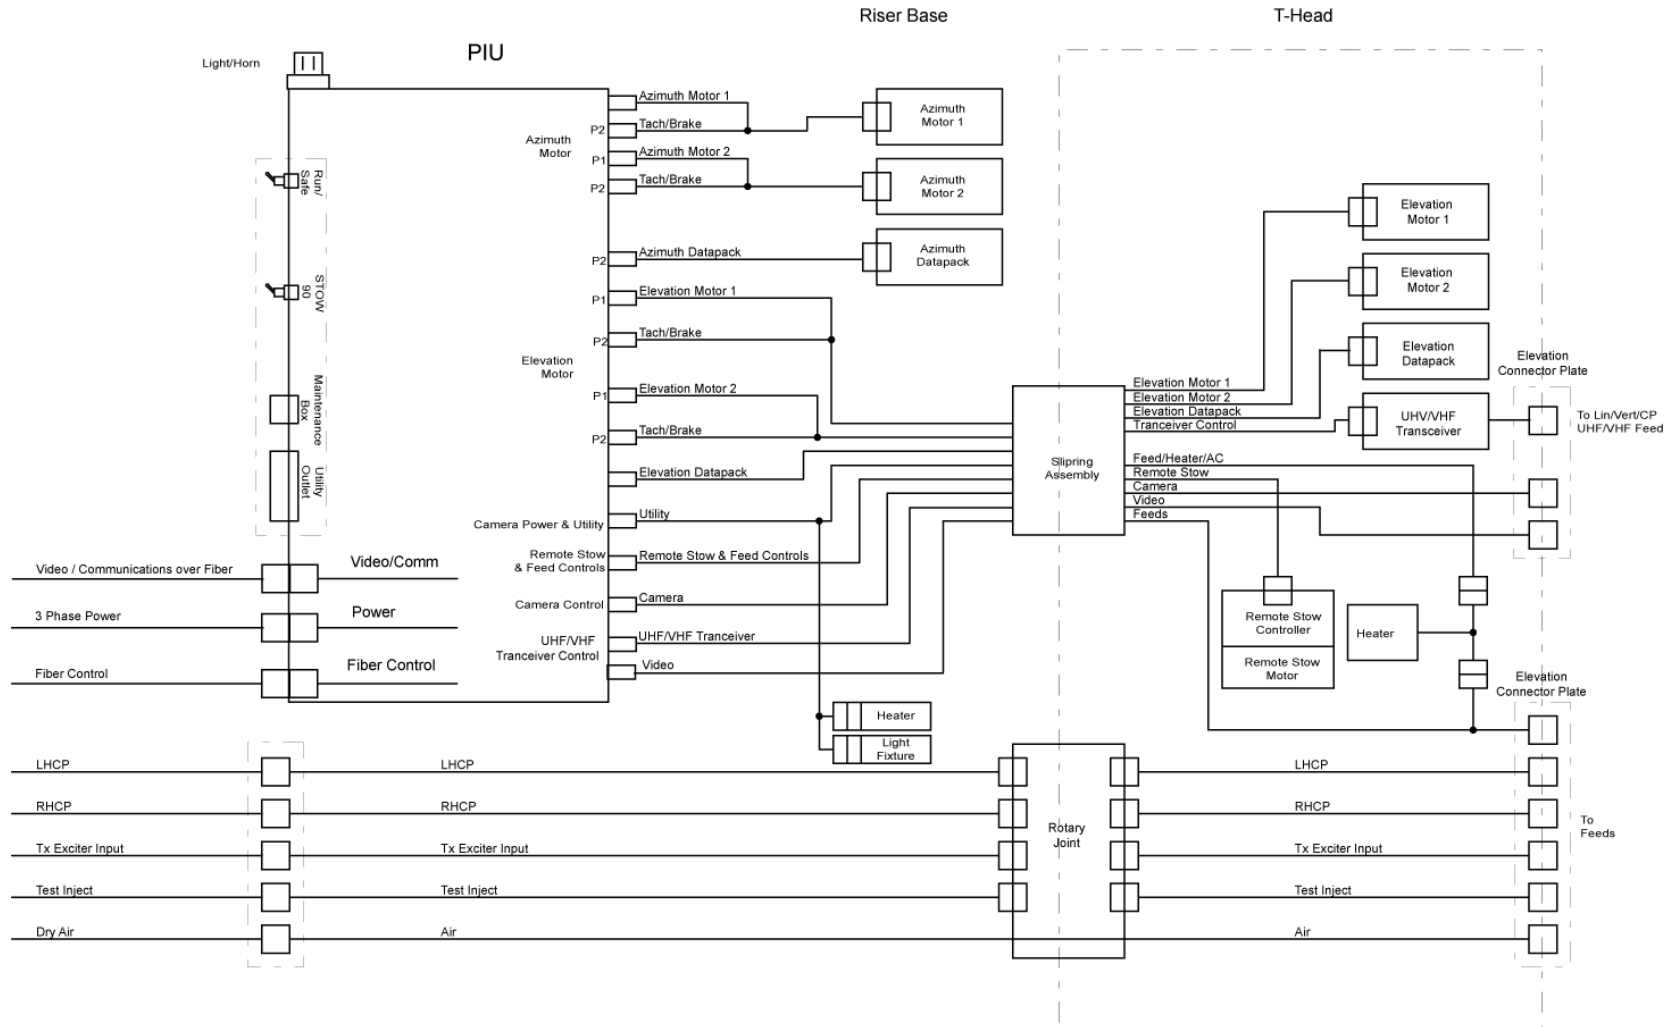 Riser Base
T-Head
PIU
Light/Horn
Run/
Safe
STOW
90
Maintenance
Box
Utility
Outlet
Azimuth
Motor
P2
P1
P2
P2
P1
P2
Elevation
Motor
P1
P2
Camera Power & Utility
Remote Stow
& Feed Controls
Camera Control
UHF/VHF
Tranceiver Control
Azimuth Motor 1
Tach/Brake
Azimuth Motor 2
Tach/Brake
Azimuth Datapack
Elevation Motor 1
Tach/Brake
Elevation Motor 2
Tach/Brake
Elevation Datapack
Utility
Remote Stow & Feed Controls
Camera
UHF/VHF Tranceiver
Video
Azimuth
Motor 1
Azimuth
Motor 2
Azimuth
Datapack
Heater
Light
Fixture
Slipring
Assembly
Elevation Motor 1
Elevation Motor 2
Elevation Datapack
Tranceiver Control
Feed/Heater/AC
Remote Stow
Camera
Video
Feeds
Elevation
Motor 1
Elevation
Motor 2
Elevation
Datapack
UHV/VHF
Transceiver
Elevation
Connector Plate
To Lin/Vert/CP
UHF/VHF Feed
Remote Stow
Controller
Remote Stow
Motor
Heater
Elevation
Connector Plate
Video / Communications over Fiber
Video/Comm
3 Phase Power
Power
Fiber Control
Fiber Control
LHCP
LHCP
LHCP
RHCP
RHCP
RHCP
Tx Exciter Input
Tx Exciter Input
Tx Exciter Input
Test Inject
Test Inject
Test Inject
Dry Air
Air
Air
Rotary
Joint
To
Feeds